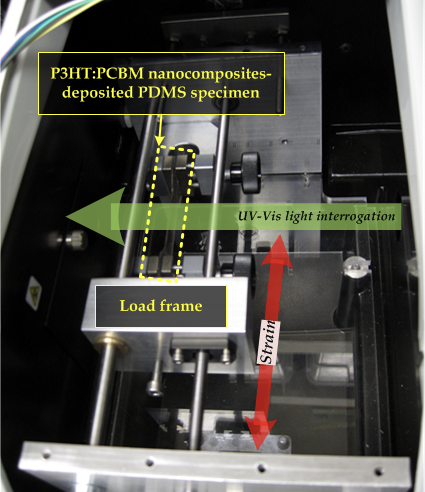 P3HT:PCBM nanocomposites-
deposited PDMS specimen
UV-Vis light interrogation
Load frame
Strain